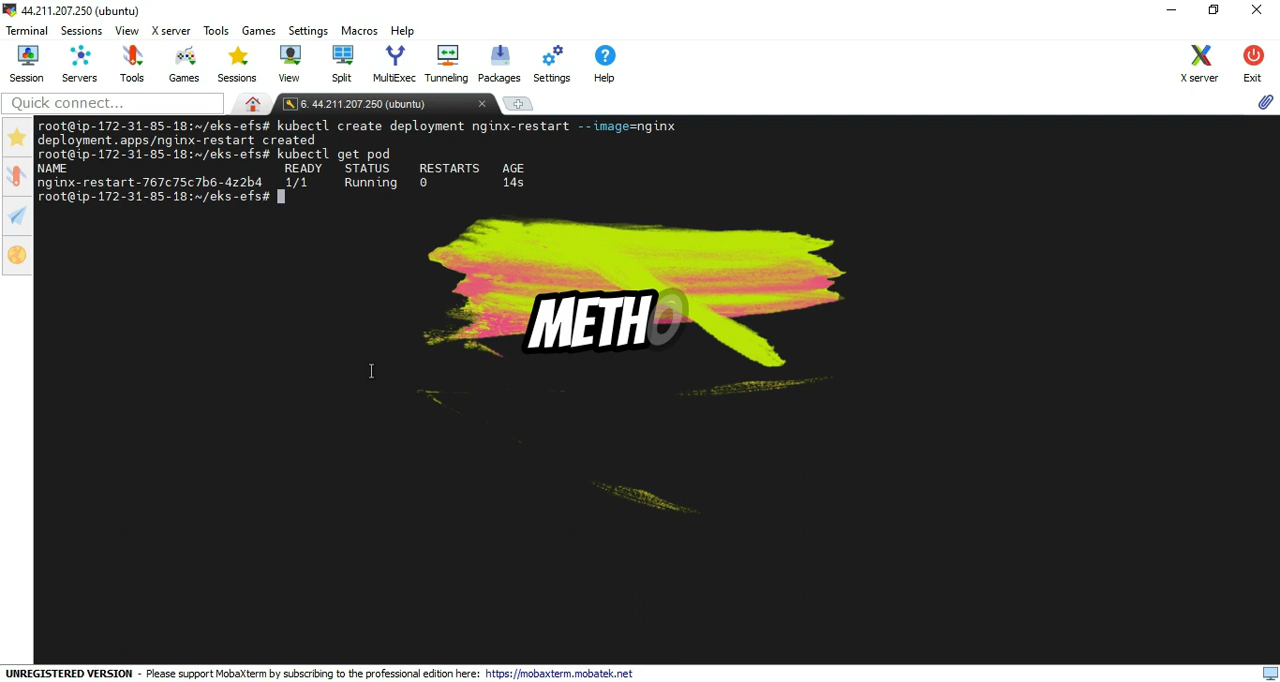 44.211.207.250 (ubuntu)
Terminal Sessions View X server Tools Games Settings Macros Help
Session Servers Tools Games Sessions View Split MultiExec Tunneling Packages Settings Help X server Exit
Quick connect... 6. 44.211.207.250 (ubuntu)
root@ip-172-31-85-18:~/eks-efs# kubectl create deployment nginx-restart --image=nginx
deployment.apps/nginx-restart created
root@ip-172-31-85-18:~/eks-efs# kubectl get pod
NAME READY STATUS RESTARTS AGE
nginx-restart-767c75c7b6-4z2b4 1/1 Running 0 14s
root@ip-172-31-85-18:~/eks-efs#
METHO
UNREGISTERED VERSION - Please support MobaXterm by subscribing to the professional edition here: https://mobaxterm.mobatek.net